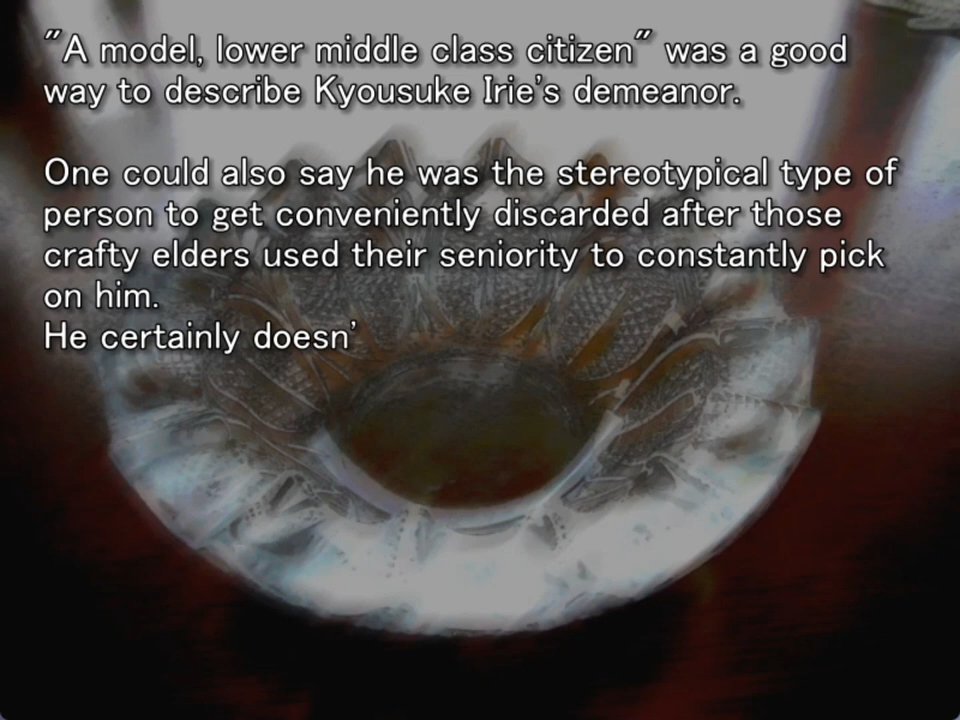 "A model, lower middle class citizen" was a good
way to describe Kyousuke Irie's demeanor.
One could also say he was the stereotypical type of
person to get conveniently discarded after those
crafty elders used their seniority to constantly pick
on him.
He certainly doesn'